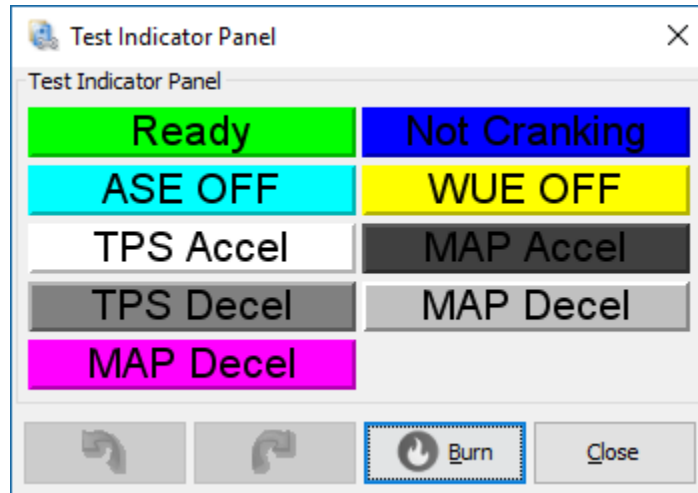 Test Indicator Panel
Test Indicator Panel
Ready Not Cranking
ASE OFF WUE OFF
TPS Accel MAP Accel
TPS Decel MAP Decel
MAP Decel
Burn Close